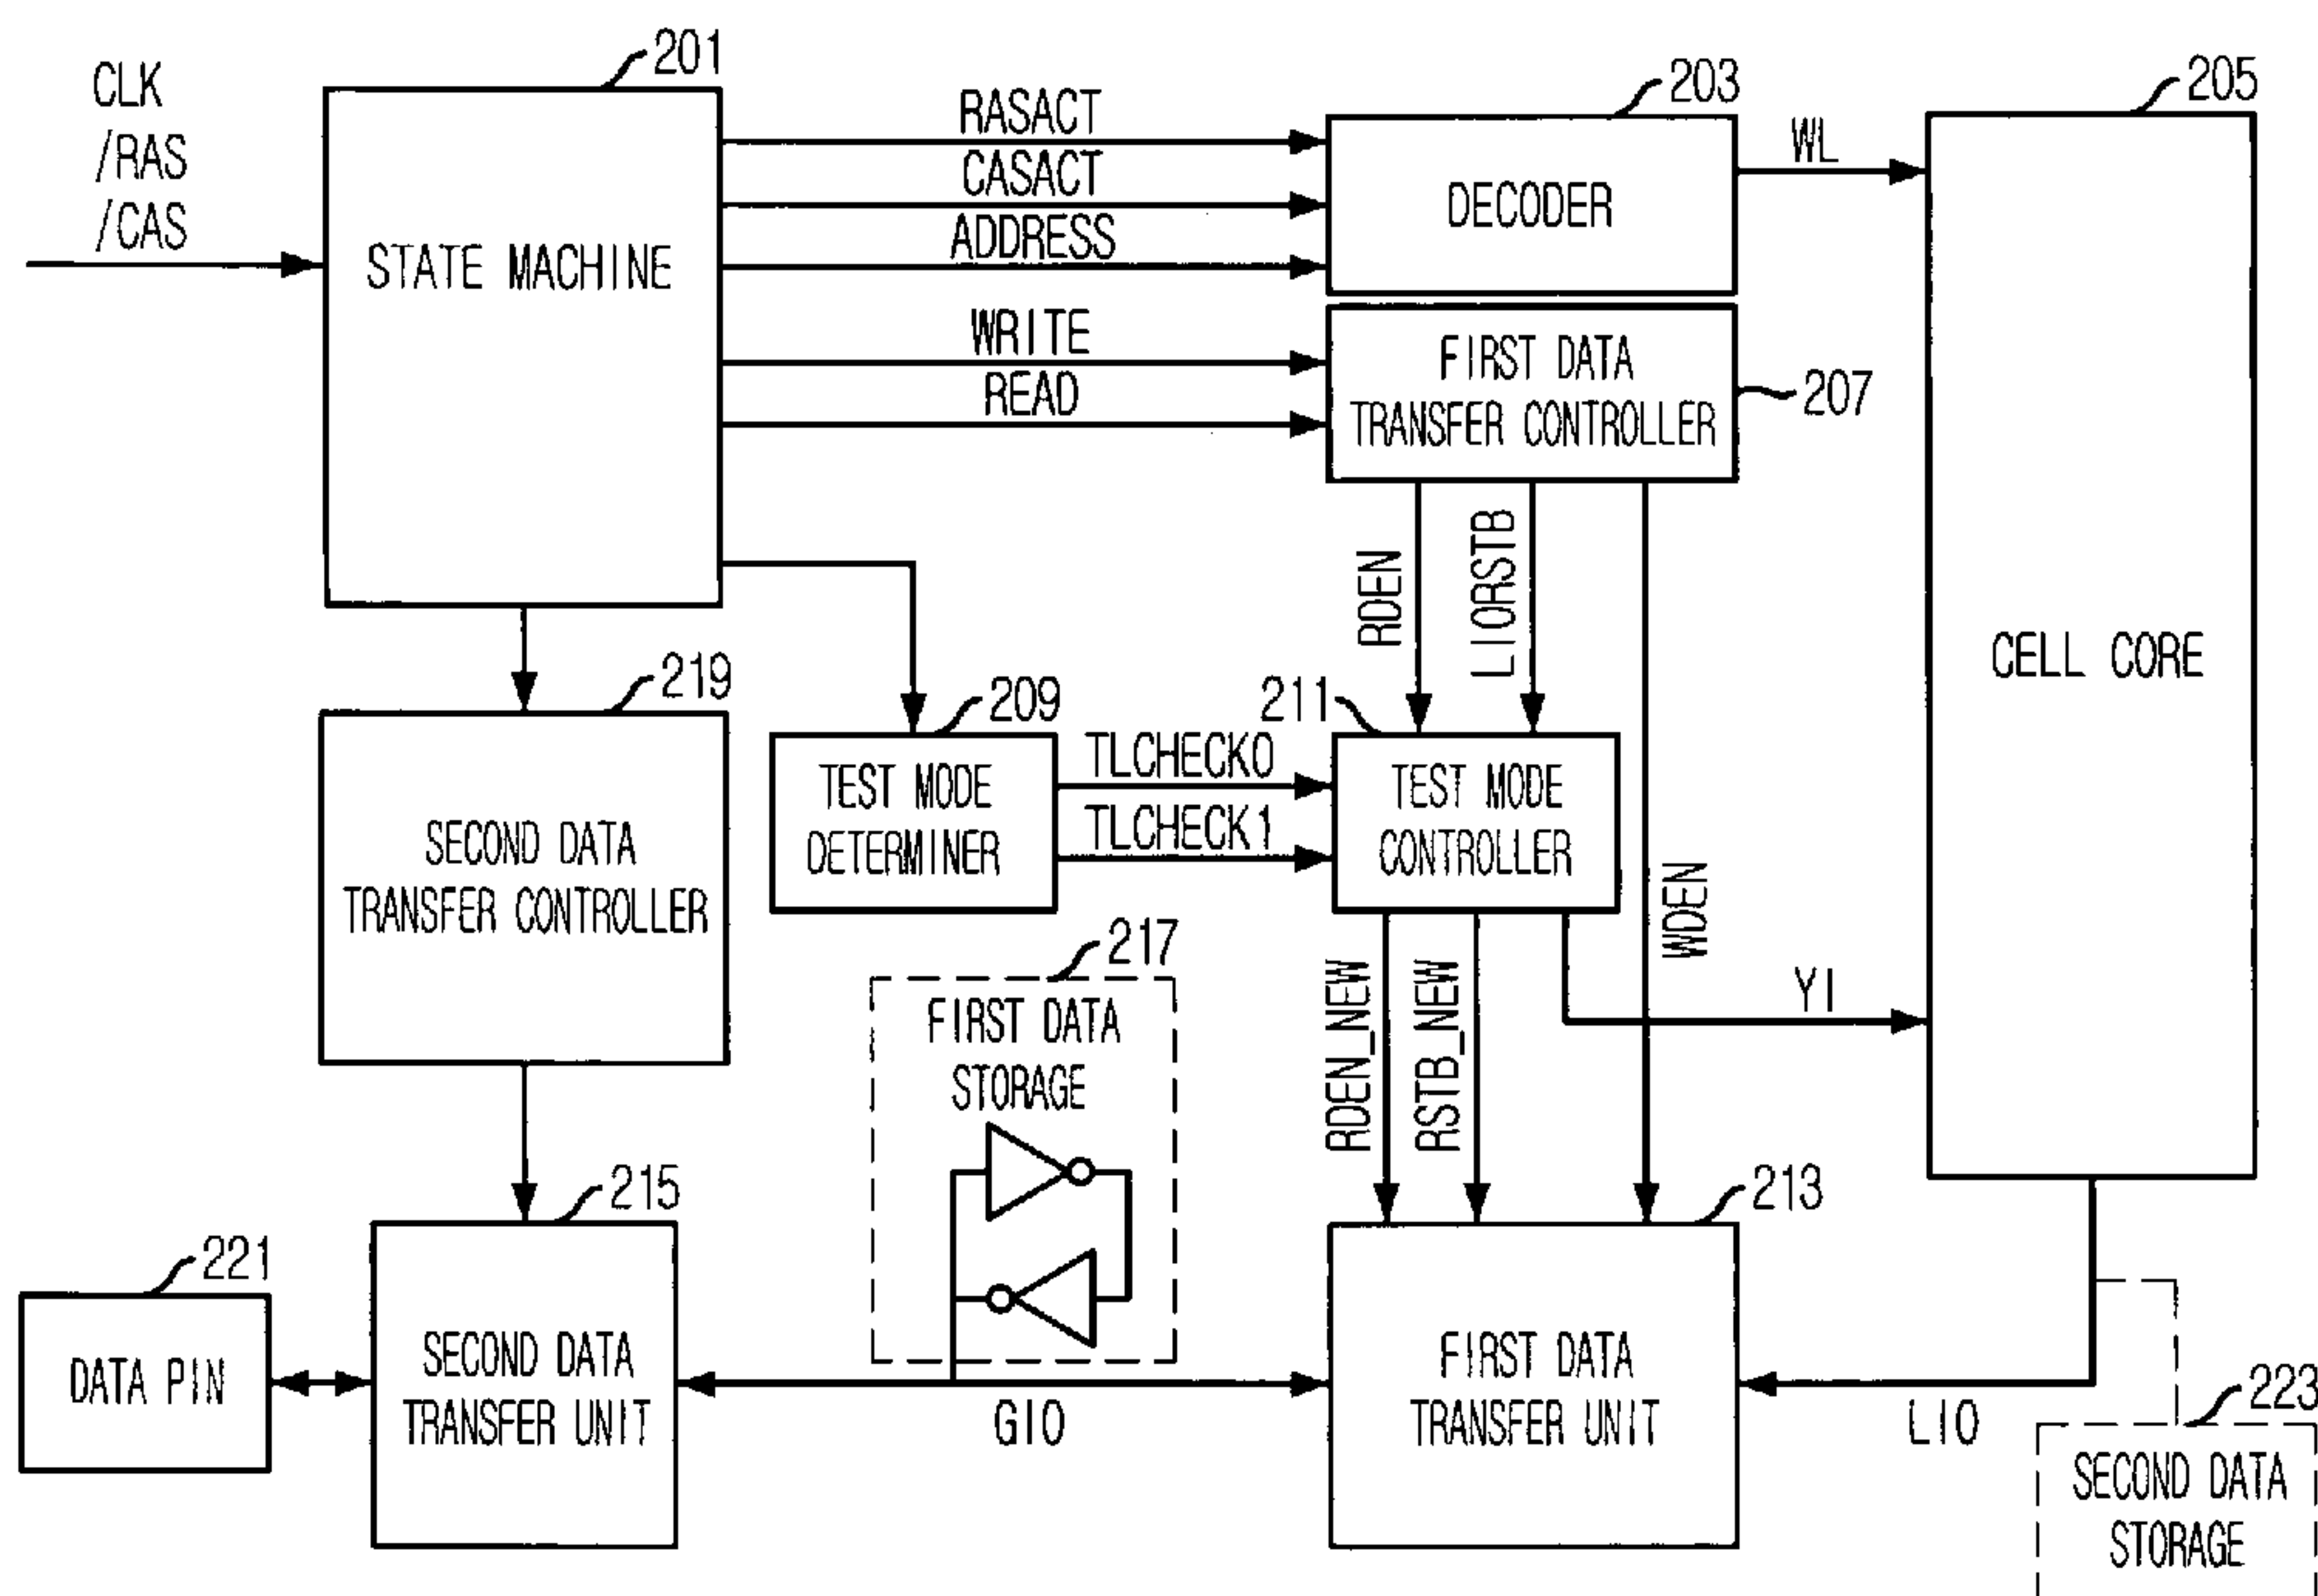 CLK
/RAS
/CAS
201
STATE MACHINE
RASACT
CASACT
ADDRESS
WRITE
READ
203
DECODER
WL
205
CELL CORE
FIRST DATA
TRANSFER CONTROLLER
207
RDEN
LIORSTB
WDEN
219
SECOND DATA
TRANSFER CONTROLLER
209
TEST MODE
DETERMINER
TLCHECK0
TLCHECK1
211
TEST MODE
CONTROLLER
RDEN_NEW
RSTB_NEW
YI
217
FIRST DATA
STORAGE
221
DATA PIN
215
SECOND DATA
TRANSFER UNIT
GIO
213
FIRST DATA
TRANSFER UNIT
LIO
223
SECOND DATA
STORAGE